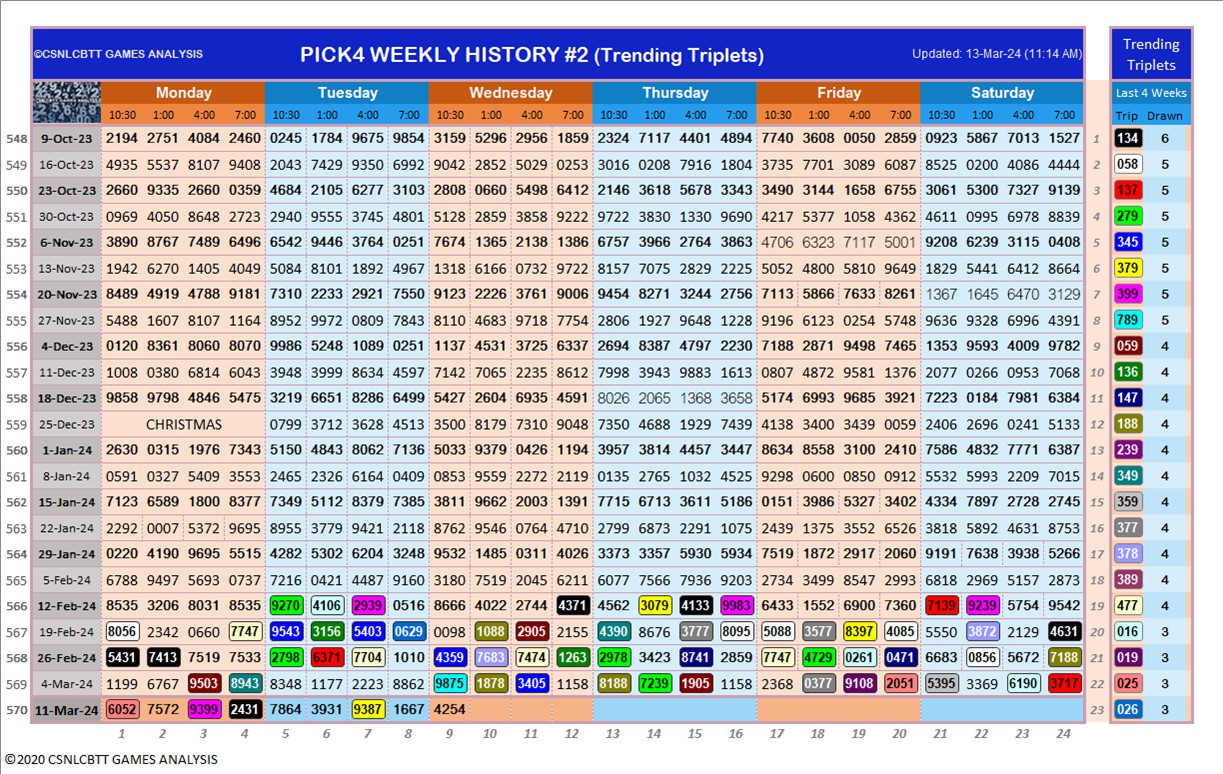 ©CSNLCBTT GAMES ANALYSIS PICK4 WEEKLY HISTORY #2 (Trending Triplets) Updated: 13-Mar-24 (11:14 AM) Trending Triplets
Monday Tuesday Wednesday Thursday Friday Saturday Last 4 Weeks
10:30 1:00 4:00 7:00 10:30 1:00 4:00 7:00 10:30 1:00 4:00 7:00 10:30 1:00 4:00 7:00 10:30 1:00 4:00 7:00 10:30 1:00 4:00 7:00 Trip Drawn
548 9-Oct-23 2194 2751 4084 2460 0245 1784 9675 9854 3159 5296 2956 1859 2324 7117 4401 4894 7740 3608 0050 2859 0923 5867 7013 1527 1 134 6
549 16-Oct-23 4935 5537 8107 9408 2043 7429 9350 6995 9042 2852 5029 0253 3016 0208 7916 1804 3735 7701 3089 6087 8525 0200 4086 4444 2 058 5
550 23-Oct-23 2660 9335 2660 0359 4684 2105 6277 3103 2808 0660 5498 6412 2146 3618 5678 3343 3490 3144 1658 6755 3061 5300 7327 9139 3 137 5
551 30-Oct-23 0969 4050 8648 2723 2940 9555 3745 4801 5128 2859 3858 9222 9722 3830 1330 9690 4217 5377 1058 4362 4611 0995 6978 8839 4 279 5
552 6-Nov-23 3890 8767 7489 6496 6542 9446 3764 0251 7674 1365 2138 1386 6757 3966 2764 3863 4706 6323 7117 5001 9208 6239 3115 0408 5 345 5
553 13-Nov-23 1942 6270 1405 4049 5084 8101 1892 4967 1318 6166 0732 9722 8157 7075 2829 2225 5052 4800 5810 9649 1829 5441 6412 8664 6 379 5
554 20-Nov-23 8489 4919 4788 9181 7310 2233 2921 7550 9123 2226 3761 9006 9454 8271 3244 2756 7113 5866 7633 8261 1367 1645 6470 3129 7 399 5
555 27-Nov-23 5488 1607 8107 1164 8952 9972 0809 7843 8110 4683 9718 7754 2806 1927 9648 1228 9196 6123 0254 5748 9636 9328 6996 4391 8 789 5
556 4-Dec-23 0120 8361 8060 8070 9986 5248 1089 0251 1137 4531 3725 6337 2694 8387 4797 2230 7188 2871 9498 7465 1353 9593 4009 9782 9 059 4
557 11-Dec-23 1008 0380 6814 6043 3948 3999 8634 4597 7142 7065 2235 8612 7998 3943 9883 1613 0807 4872 9581 1376 2077 0266 0953 7068 10 136 4
558 18-Dec-23 9858 9798 4846 5475 3219 6651 8286 6499 5427 2604 6935 4591 8026 2065 1368 3658 5174 6993 9685 3921 7223 0184 7981 6384 11 147 4
559 25-Dec-23 CHRISTMAS 0799 3712 3628 4513 3500 8179 7310 9048 7350 4688 1929 7439 4138 3400 3439 0059 2406 2696 0241 5133 12 188 4
560 1-Jan-24 2630 0315 1976 7343 5150 4843 8062 7136 5033 9379 0426 1194 3957 3814 4457 3447 8634 8558 3100 2410 7586 4832 7771 6387 13 239 4
561 8-Jan-24 0591 0327 5409 3553 2465 2326 6164 0405 0853 9559 2272 2119 0135 2765 1049 4525 9298 0600 0850 0912 5532 5993 2209 7015 14 349 4
562 15-Jan-24 7123 6589 1800 8377 7349 5112 8379 7385 3811 9662 2003 1391 7715 6713 3611 5186 0151 3986 5327 3402 4334 7897 2728 2745 15 359 4
563 22-Jan-24 2292 0007 5372 9695 8955 3779 9421 2118 8762 9546 0764 4710 2799 6873 2291 1075 2439 1375 3552 6526 3818 5892 4631 8753 16 377 4
564 29-Jan-24 0220 4190 9695 5515 4282 5302 6204 3248 9532 1485 0311 4026 3373 3357 5930 5934 7519 1872 2917 2060 9191 7638 3938 5266 17 378 4
565 5-Feb-24 6788 9497 5693 0737 7216 0421 4487 9160 3180 7519 2045 6211 6077 7566 7936 9203 2734 3499 8547 2993 6818 2969 5157 2873 18 389 4
566 12-Feb-24 8535 3206 8031 8535 9270 4106 2939 0516 8666 4022 2744 4371 4562 3079 4133 9983 6433 1552 6900 7360 7139 9239 5754 9542 19 477 4
567 19-Feb-24 8056 2342 0660 7747 9543 3156 5403 0629 0098 1088 2905 2155 4390 8676 3777 8095 5088 3577 8397 4085 5550 3872 2129 4631 20 016 3
568 26-Feb-24 5431 7413 7519 7533 2798 6371 7704 1010 4359 7683 7474 1263 2978 3423 8741 2859 7747 4729 0261 0471 6683 0856 5672 7188 21 019 3
569 4-Mar-24 1199 6767 9503 8943 8348 1177 2223 8862 9875 1878 3405 1158 8188 7239 1905 1158 2368 0377 9108 2051 5395 3369 6190 3717 22 025 3
570 11-Mar-24 6052 7572 9399 2431 7864 3931 9387 1667 4254 23 026 3
1 2 3 4 5 6 7 8 9 10 11 12 13 14 15 16 17 18 19 20 21 22 23 24
©2020 CSNLCBTT GAMES ANALYSIS